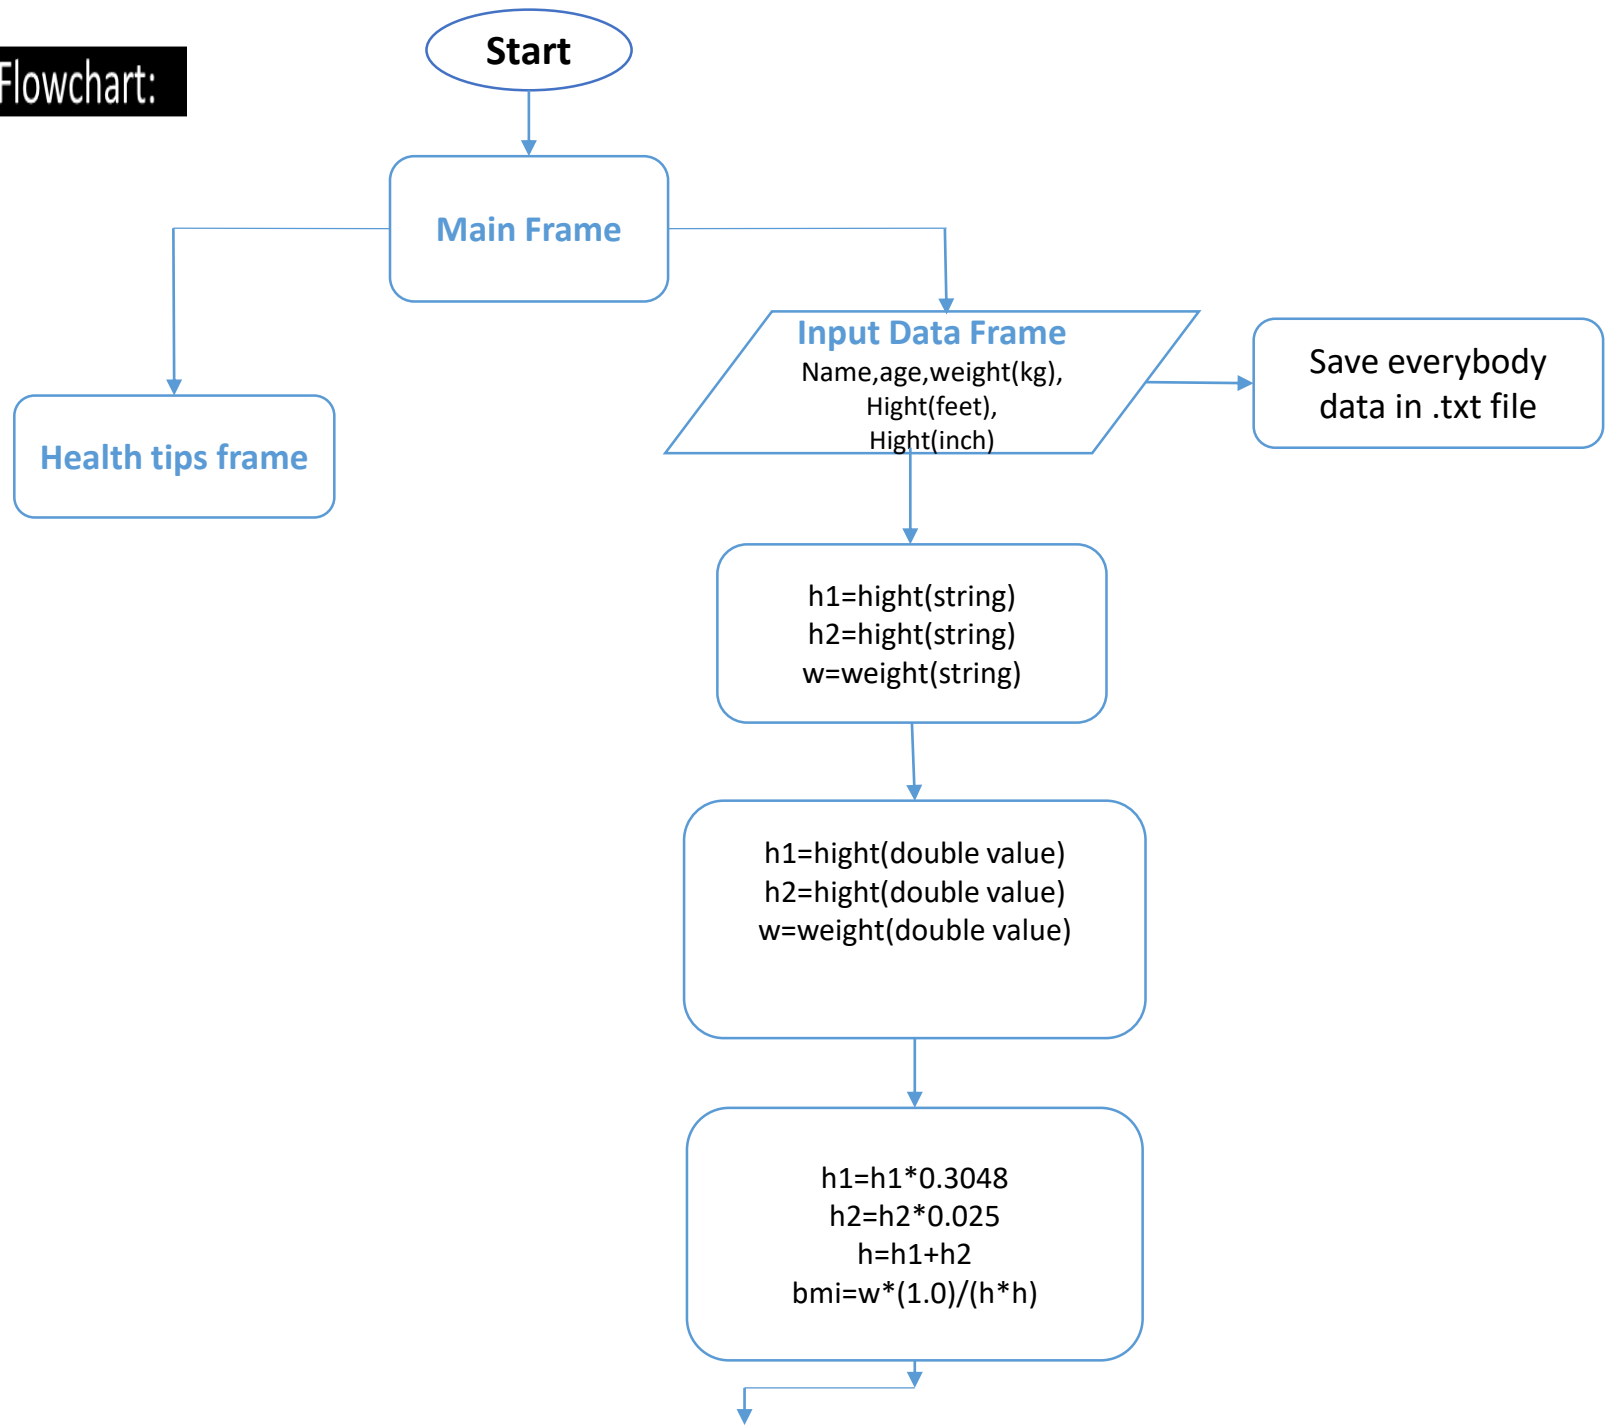 Flowchart:
Start
Main Frame
Input Data Frame
Name,age,weight(kg),
Hight(feet),
Hight(inch)
Save everybody
data in .txt file
Health tips frame
h1=hight(string)
h2=hight(string)
w=weight(string)
h1=hight(double value)
h2=hight(double value)
w=weight(double value)
h1=h1*0.3048
h2=h2*0.025
h=h1+h2
bmi=w*(1.0)/(h*h)